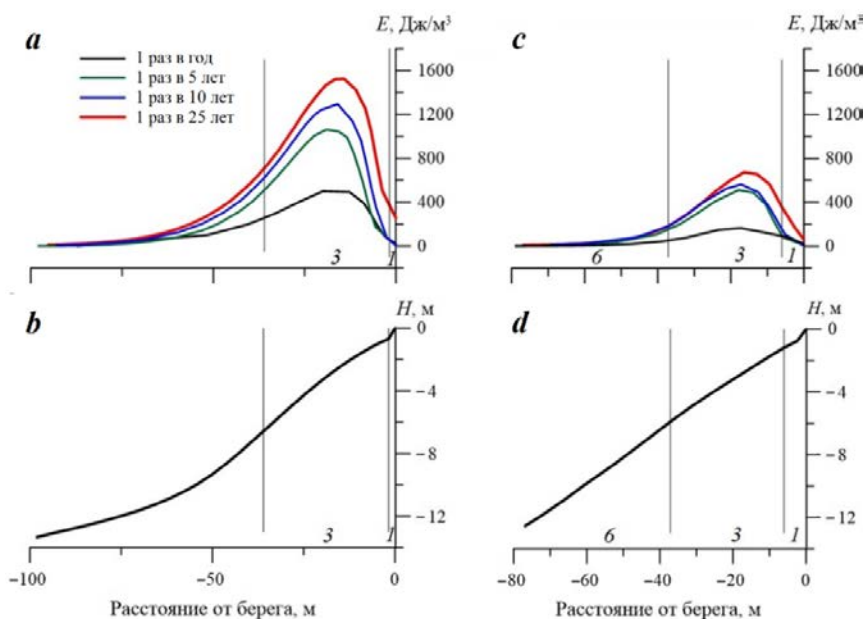 a
E, Дж/м³
1 раз в год
1 раз в 5 лет
1 раз в 10 лет
1 раз в 25 лет
1600
1200
800
400
0
3
1
c
E, Дж/м³
1600
1200
800
400
0
6
3
1
b
H, м
0
−4
−8
−12
3
1
−100
−50
0
Расстояние от берега, м
d
H, м
0
−4
−8
−12
6
3
1
−80
−60
−40
−20
0
Расстояние от берега, м